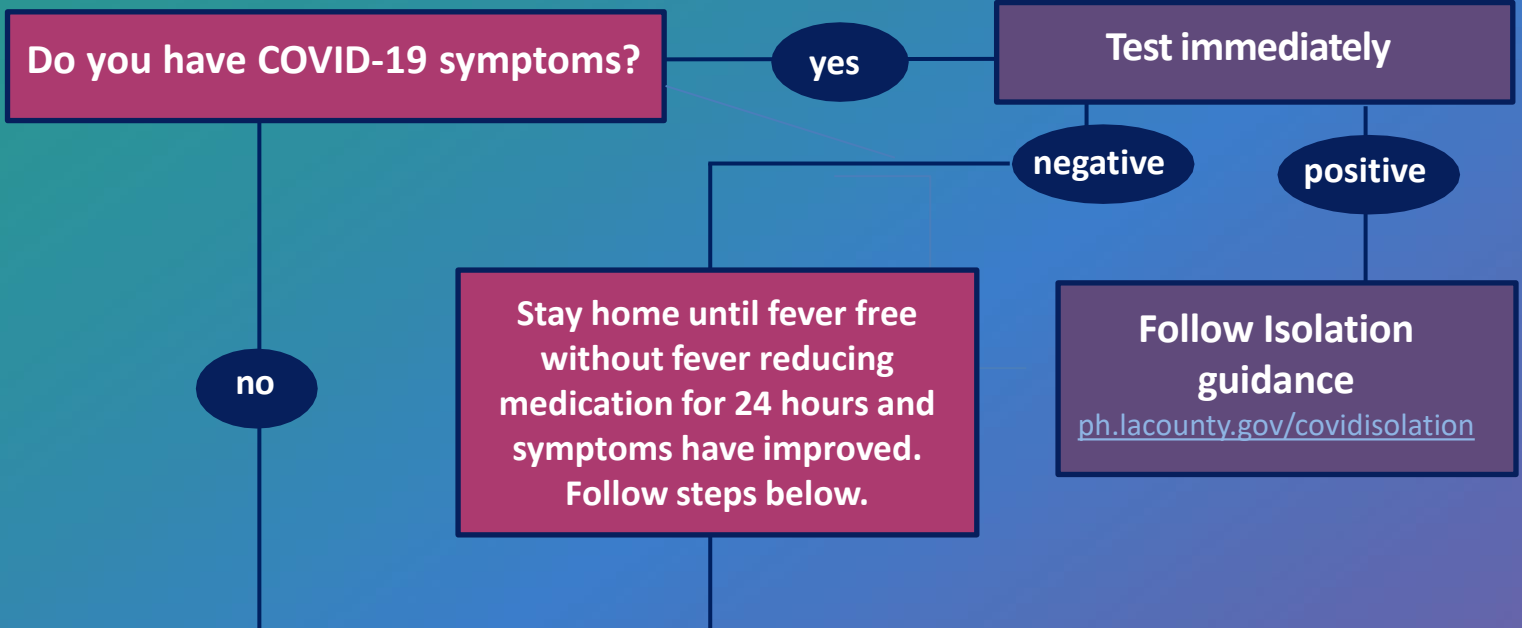 Do you have COVID-19 symptoms?
yes
Test immediately
negative
positive
Stay home until fever free
without fever reducing
medication for 24 hours and
symptoms have improved.
Follow steps below.
Follow Isolation
guidance
ph.lacounty.gov/covidisolation
no